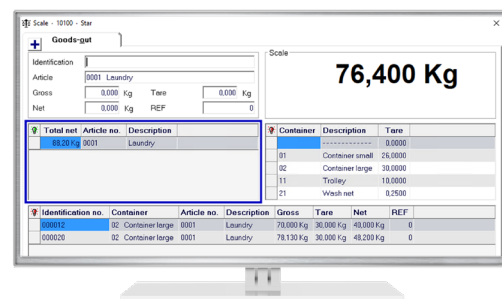 Scale - 10100 - Star
Goods-out
Identification
Article 0001 Laundry
Gross 0,000 Kg Tare 0,000 Kg
Net 0,000 Kg REF 0
Scale
76,400 Kg
Total net Article no. Description
88,20 Kg 0001 Laundry
Container Description Tare
------------- 0,0000
01 Container small 26,0000
02 Container large 30,0000
11 Trolley 10,0000
21 Wash net 0,2500
Identification no. Container Article no. Description Gross Tare Net REF
000012 02 Container large 0001 Laundry 70,000 Kg 30,000 Kg 40,000 Kg 0
000020 02 Container large 0001 Laundry 78,130 Kg 30,000 Kg 48,200 Kg 0